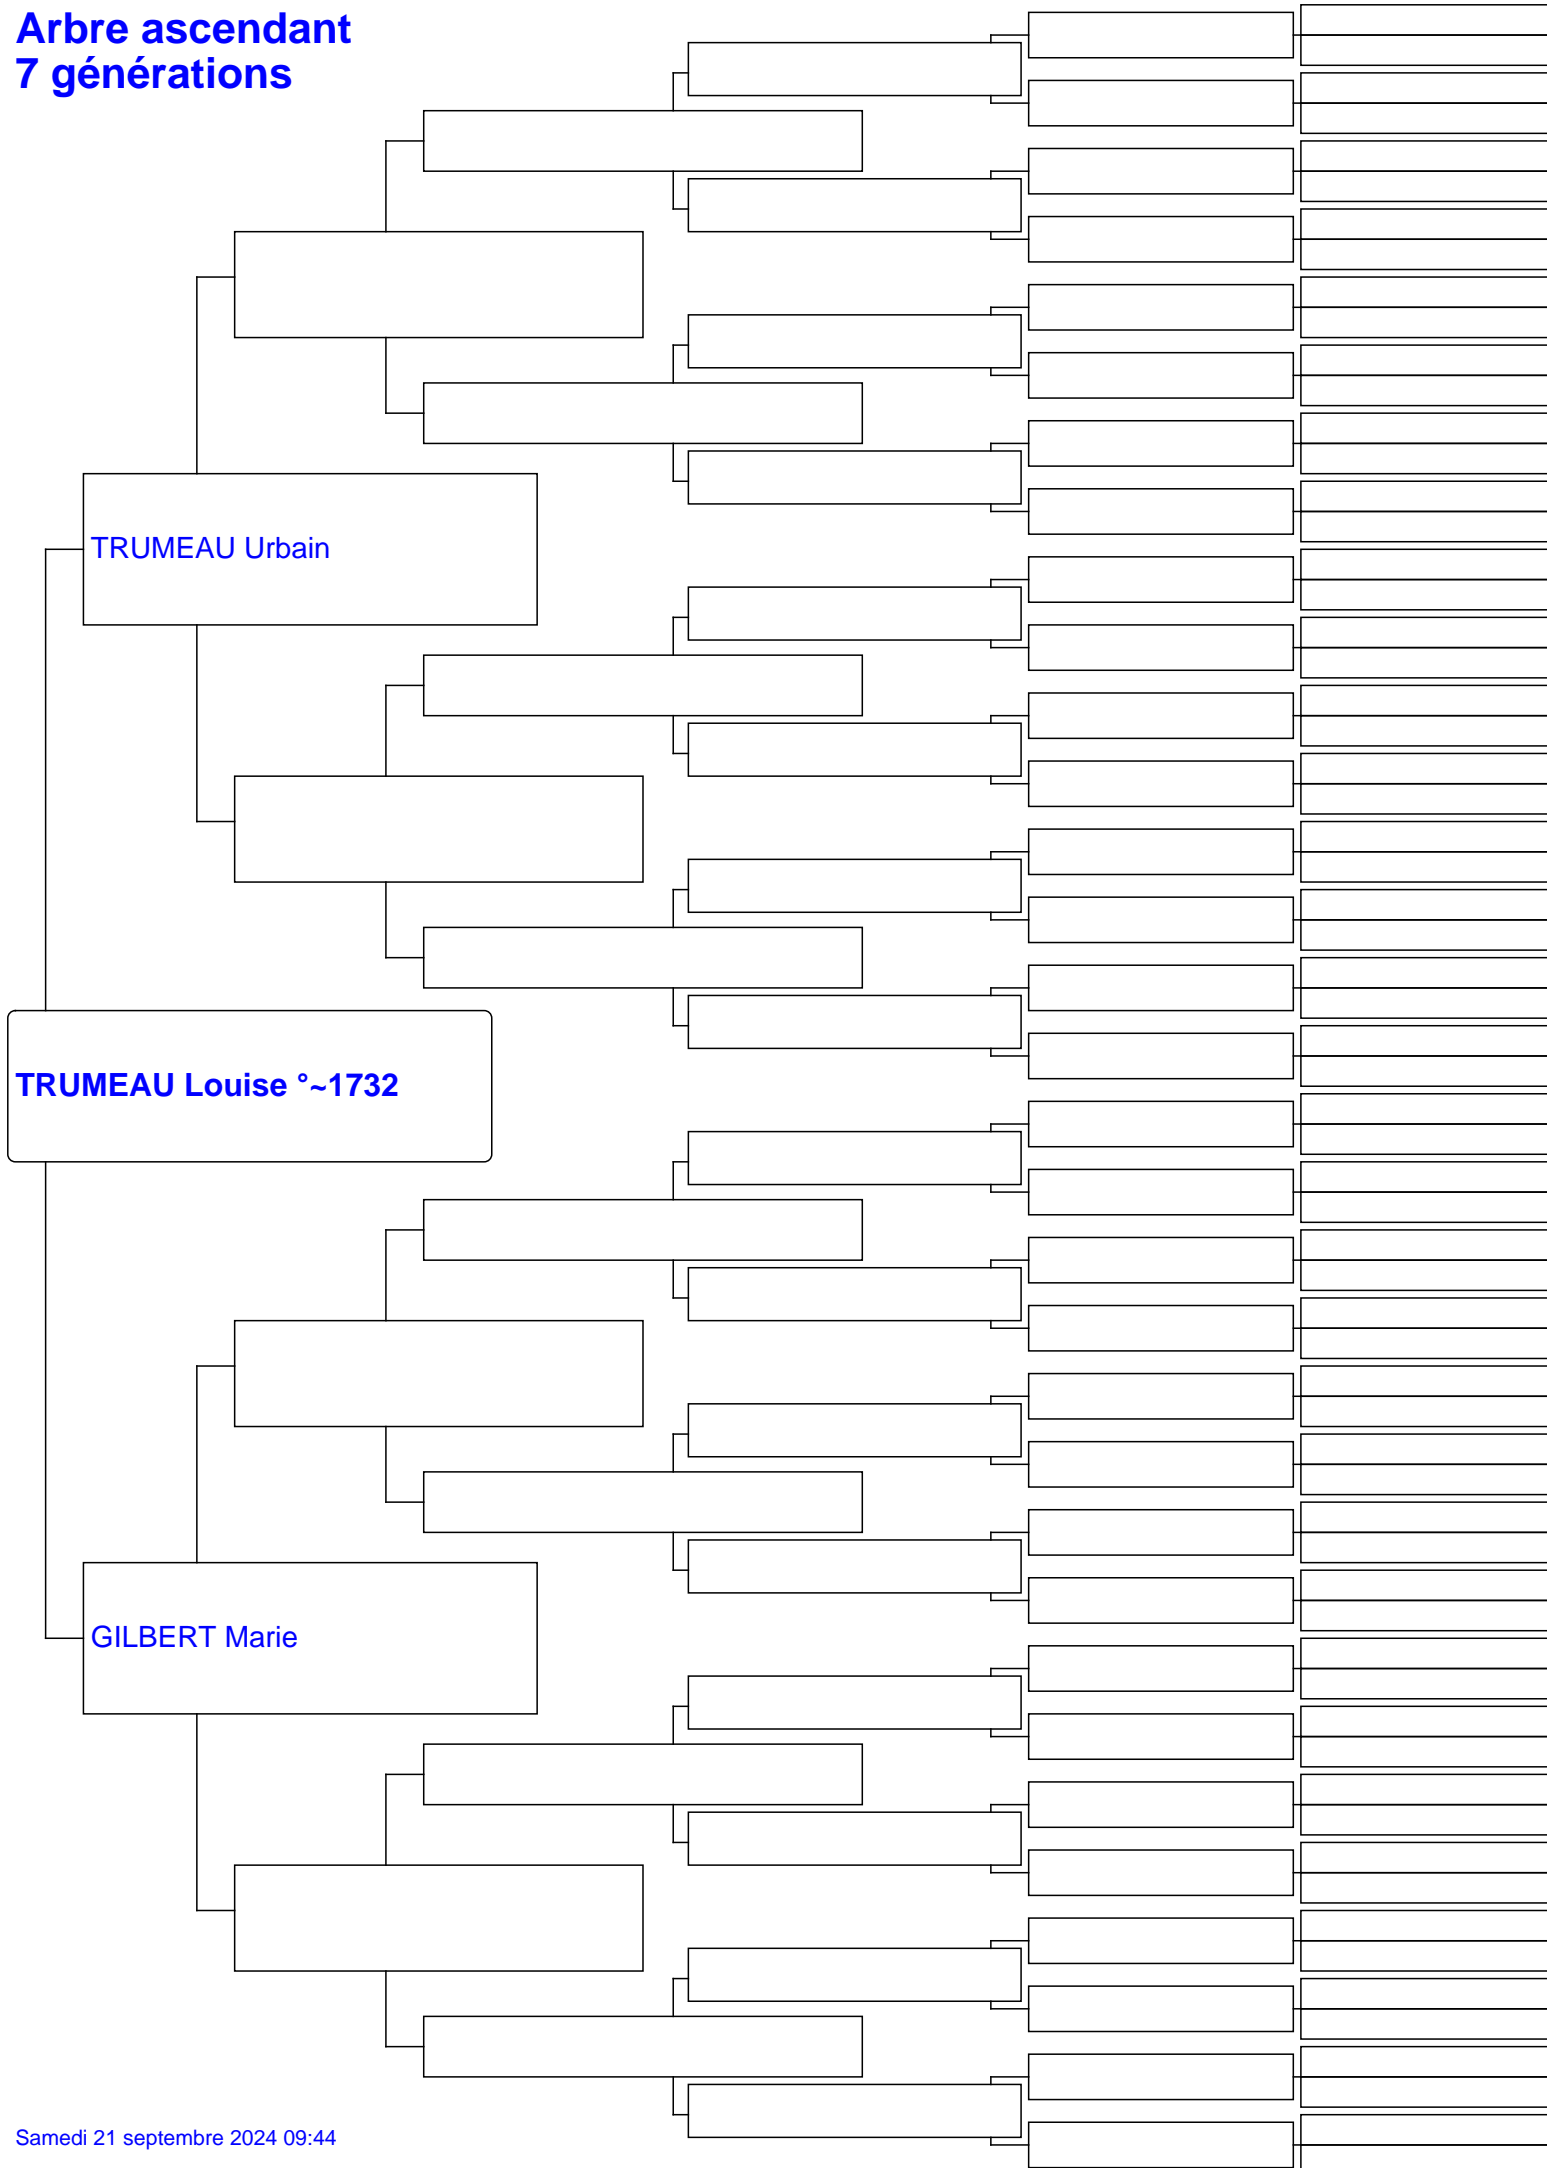 Arbre ascendant
7 générations
TRUMEAU Urbain
TRUMEAU Louise °~1732
GILBERT Marie
Samedi 21 septembre 2024 09:44